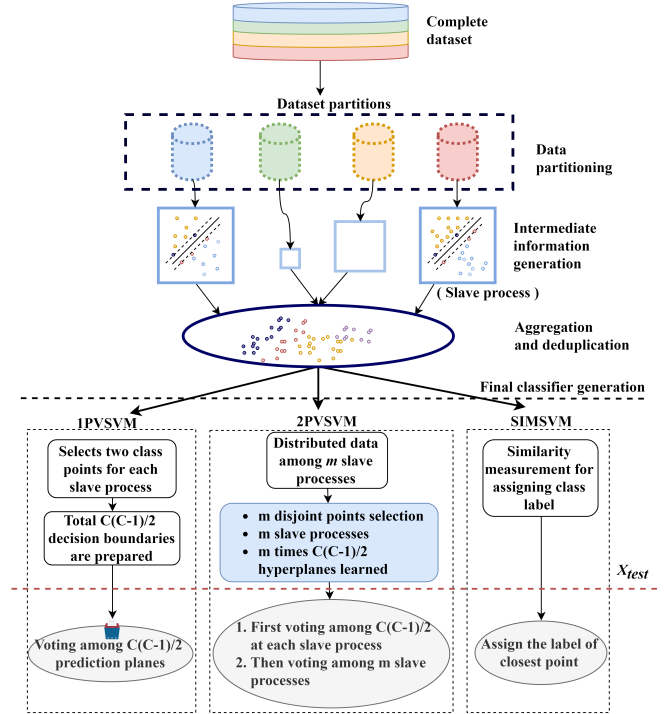 Complete
dataset
Dataset partitions
Data
partitioning
Intermediate
information
generation
( Slave process )
Aggregation
and deduplication
Final classifier generation
1PVSVM
2PVSVM
SIMSVM
Selects two class
points for each
slave process
Total C(C-1)/2
decision boundaries
are prepared
Voting among C(C-1)/2
prediction planes
Distributed data
among m slave
processes
• m disjoint points selection
• m slave processes
• m times C(C-1)/2
hyperplanes learned
1. First voting among C(C-1)/2
at each slave process
2. Then voting among m slave
processes
Similarity
measurement for
assigning class
label
Xtest
Assign the label of
closest point